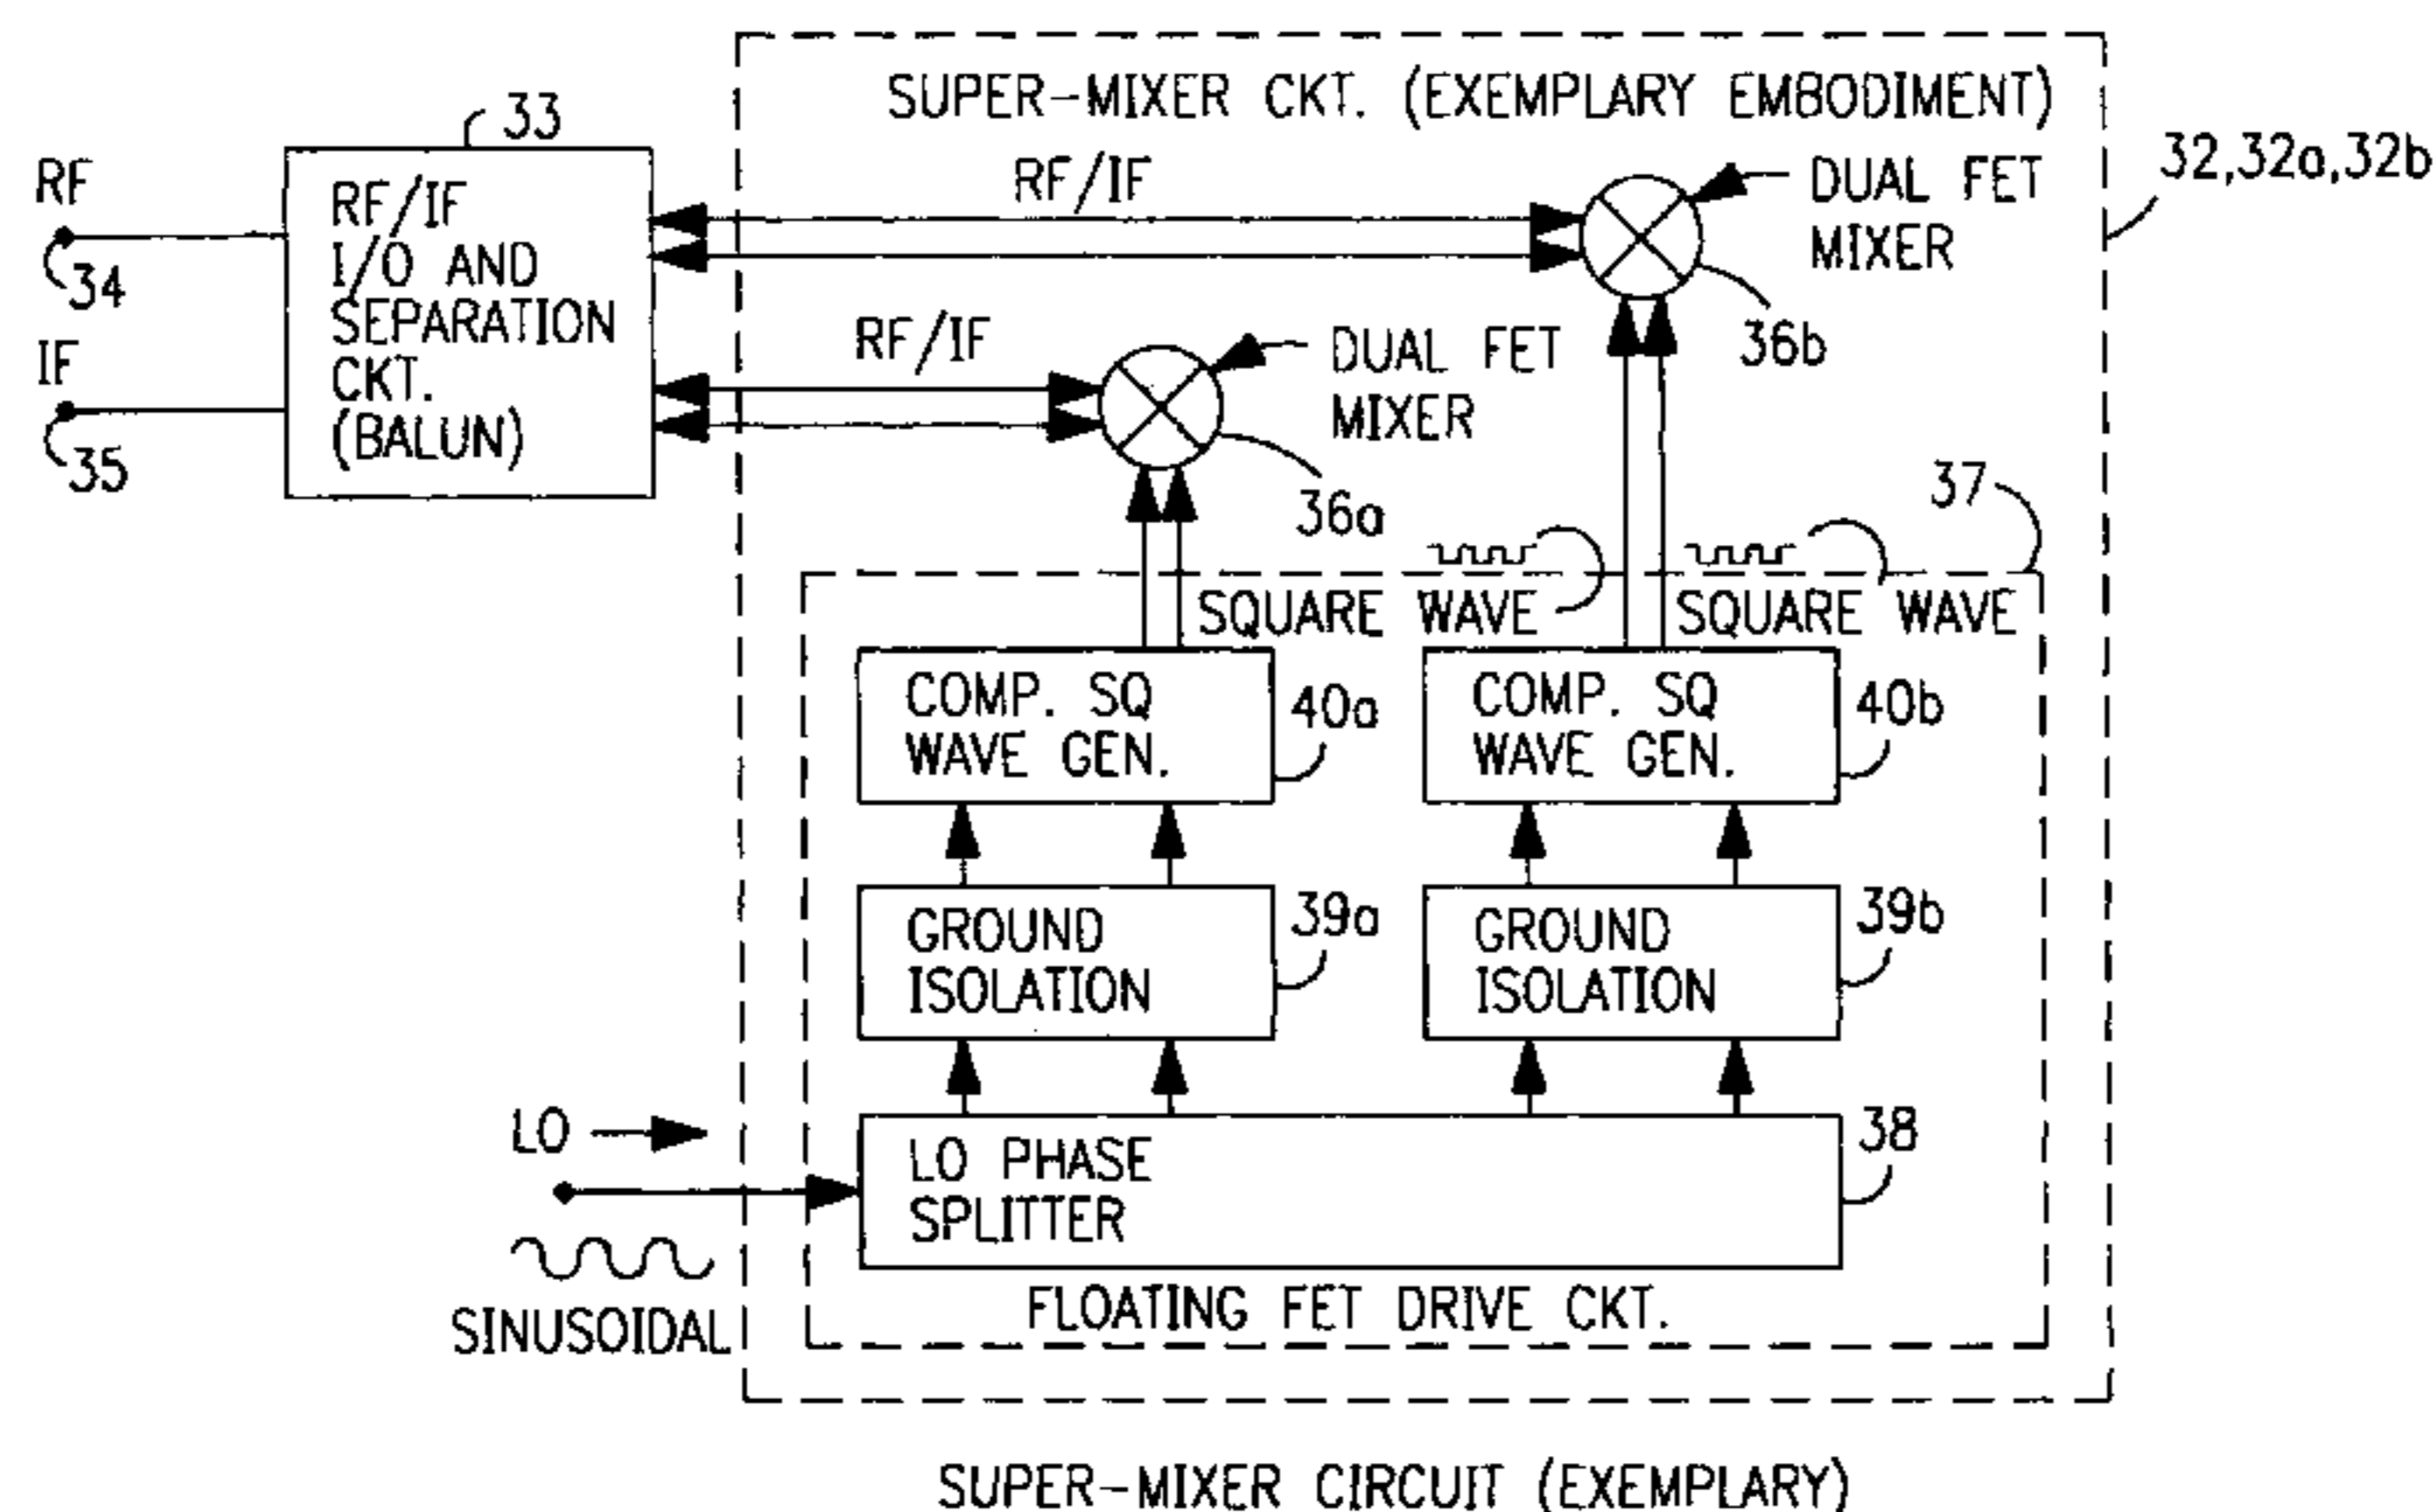 SUPER-MIXER CKT. (EXEMPLARY EMBODIMENT)
32,32a,32b
33
RF
34
IF
35
RF/IF
I/O AND
SEPARATION
CKT.
(BALUN)
RF/IF
DUAL FET
MIXER
36b
RF/IF
DUAL FET
MIXER
36a
37
SQUARE WAVE
SQUARE WAVE
COMP. SQ
WAVE GEN.
40a
COMP. SQ
WAVE GEN.
40b
GROUND
ISOLATION
39a
GROUND
ISOLATION
39b
LO
LO PHASE
SPLITTER
38
SINUSOIDAL
FLOATING FET DRIVE CKT.
SUPER-MIXER CIRCUIT (EXEMPLARY)